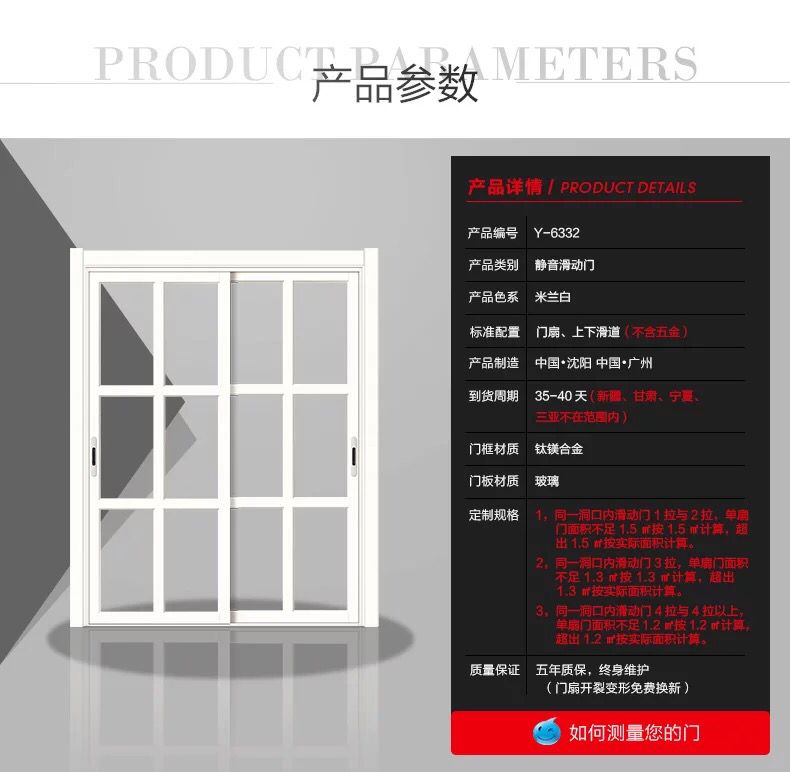 PRODUCT PARAMETERS
产品参数
产品详情 / PRODUCT DETAILS
产品编号 Y-6332
产品类别 静音滑动门
产品色系 米兰白
标准配置 门扇、上下滑道（不含五金）
产品制造 中国•沈阳 中国•广州
到货周期 35-40 天（新疆、甘肃、宁夏、
三亚不在范围内）
门框材质 钛镁合金
门板材质 玻璃
定制规格 1，同一洞口内滑动门 1 拉与 2 拉，单扇
门面积不足 1.5 ㎡按 1.5 ㎡计算，超
出 1.5 ㎡按实际面积计算。
2，同一洞口内滑动门 3 拉，单扇门面积
不足 1.3 ㎡按 1.3 ㎡计算，超出
1.3 ㎡按实际面积计算。
3，同一洞口内滑动门 4 拉与 4 拉以上，
单扇门面积不足 1.2 ㎡按 1.2 ㎡计算，
超出 1.2 ㎡按实际面积计算。
质量保证 五年质保，终身维护
（门扇开裂变形免费换新）
如何测量您的门